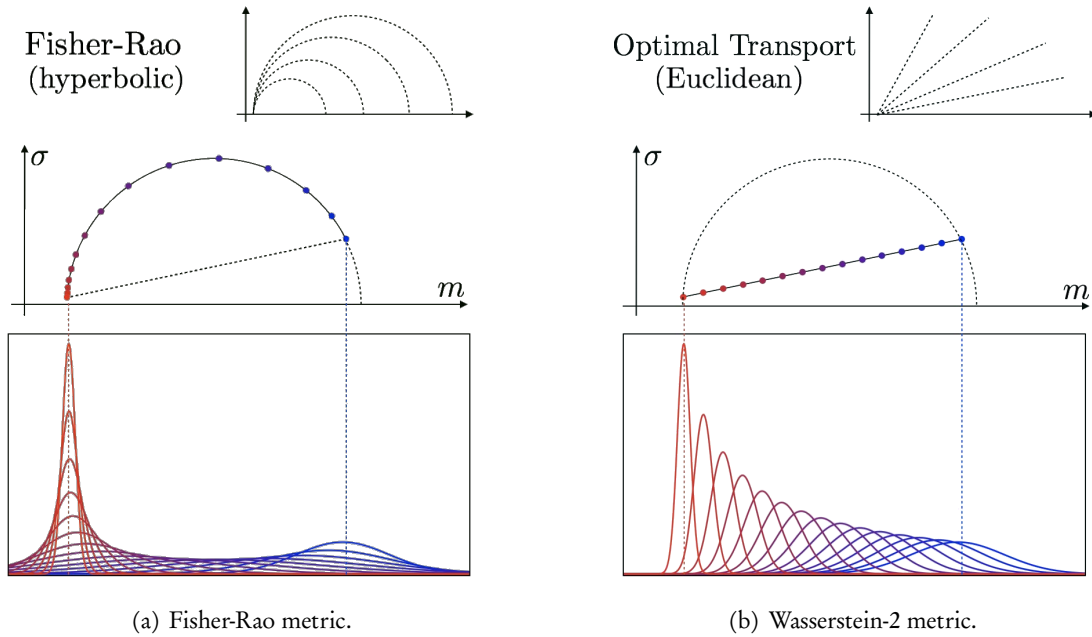 Fisher-Rao
(hyperbolic)
σ
m
(a) Fisher-Rao metric.
Optimal Transport
(Euclidean)
σ
m
(b) Wasserstein-2 metric.